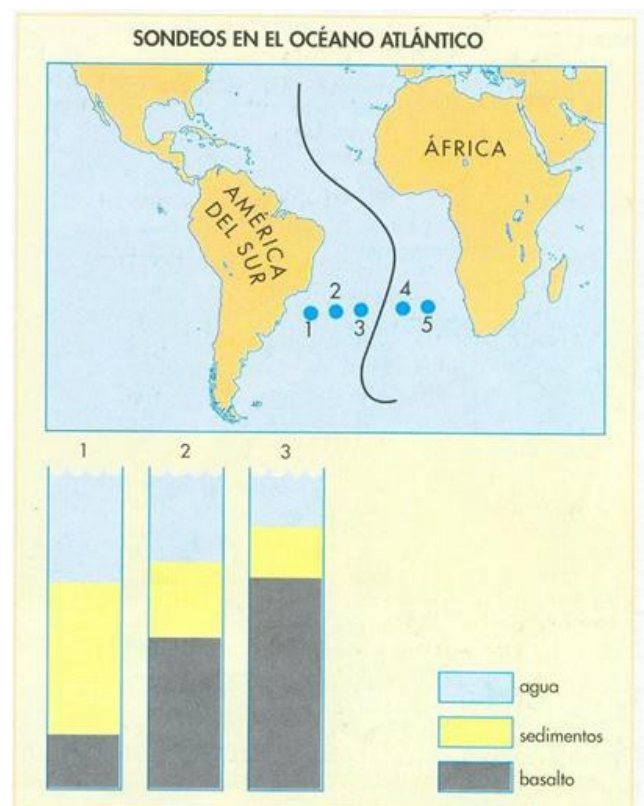 SONDEOS EN EL OCÉANO ATLÁNTICO
ÁFRICA
AMÉRICA
DEL SUR
2
4
1
3
5
1
2
3
agua
sedimentos
basalto